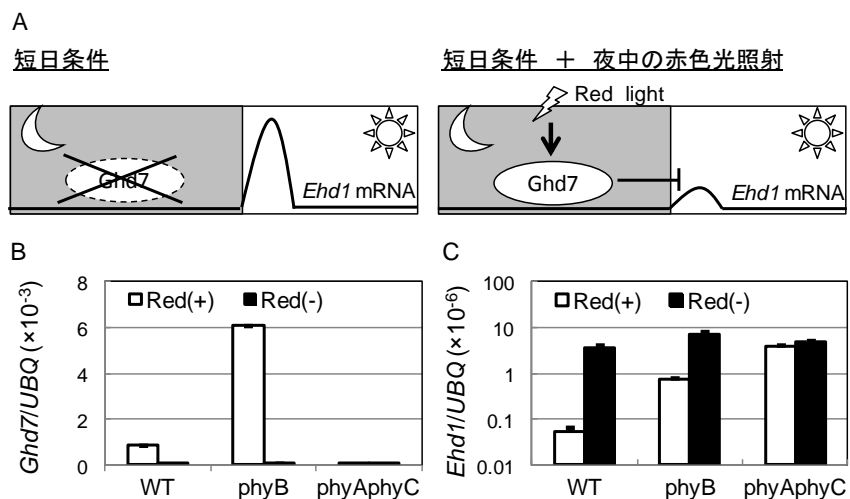 A
短日条件
短日条件 + 夜中の赤色光照射
Red light
Ghd7
Ehd1 mRNA
Ghd7
Ehd1 mRNA
B
Ghd7/UBQ (×10-3)
8
6
4
2
0
Red(+) Red(-)
WT phyB phyAphyC
C
Ehd1/UBQ (×10-6)
100
10
1
0.1
0.01
Red(+) Red(-)
WT phyB phyAphyC